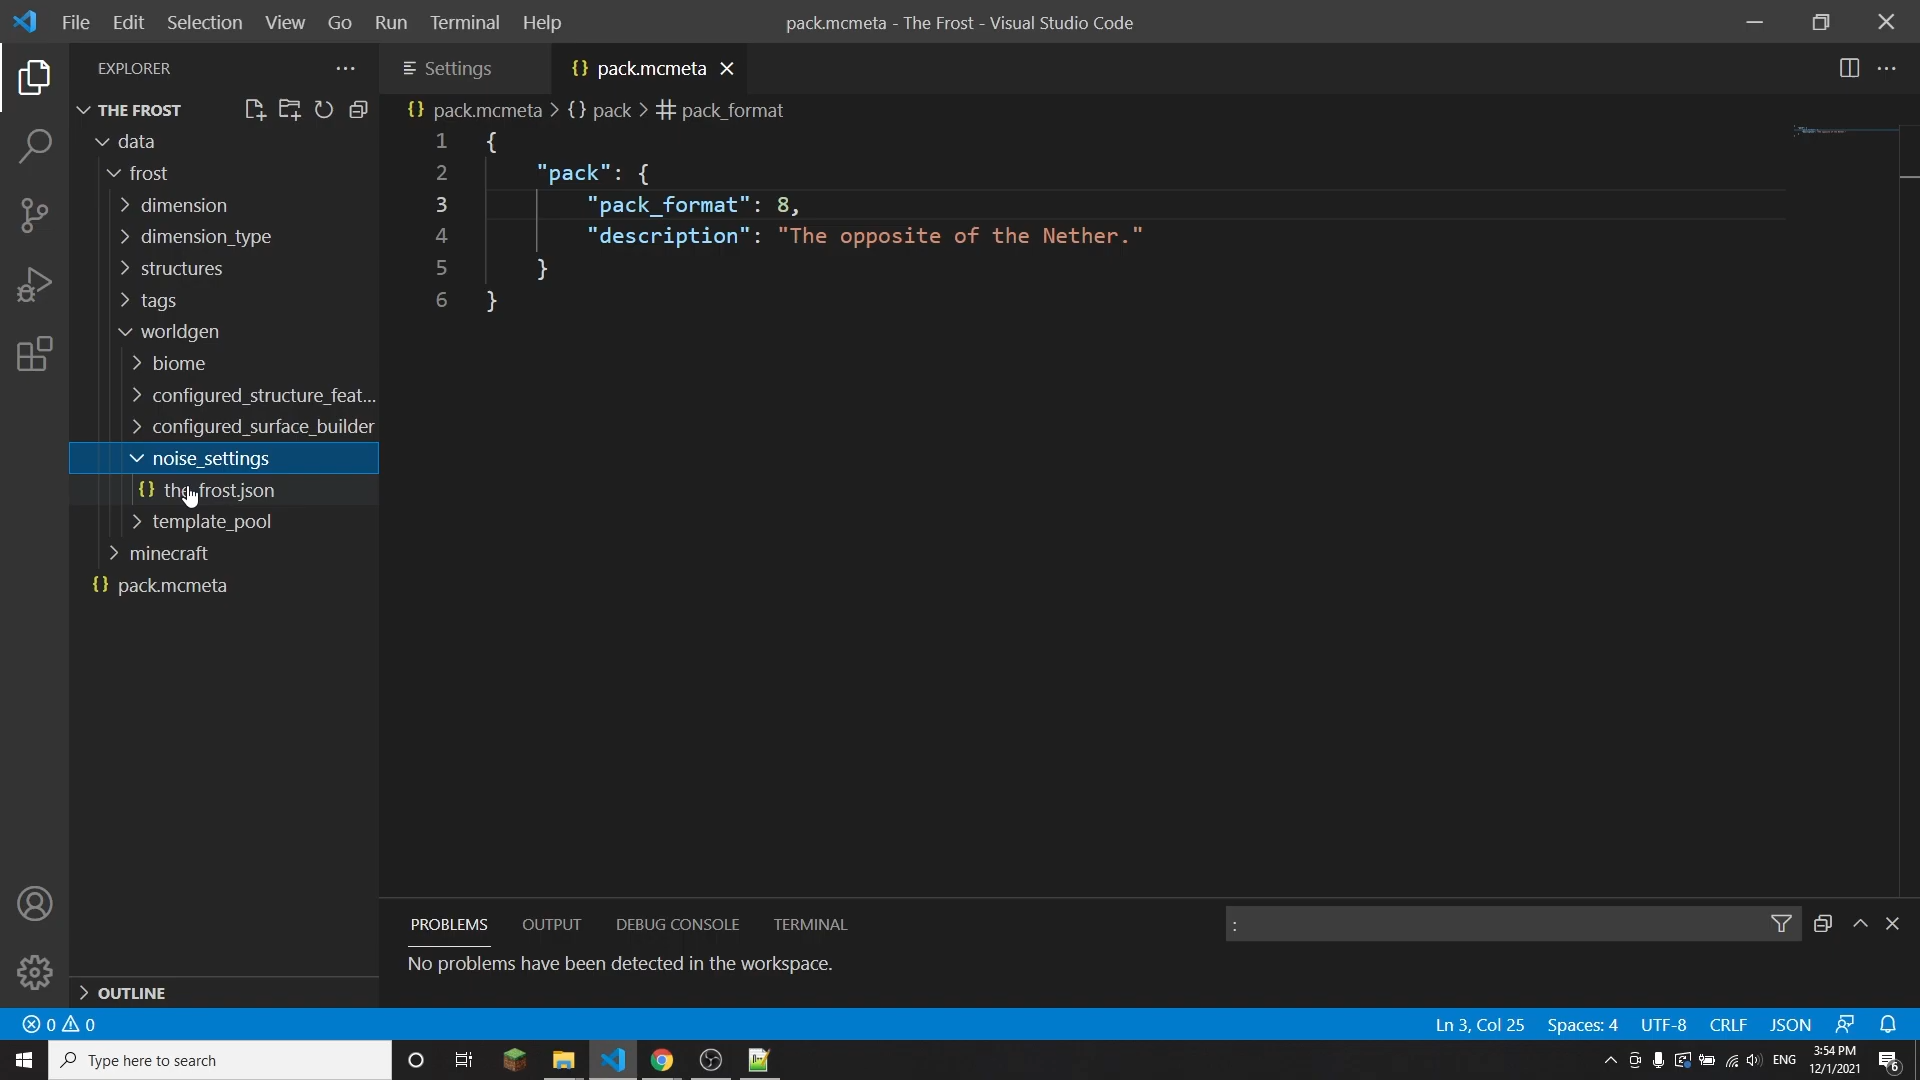 File Edit Selection View Go Run Terminal Help
pack.mcmeta - The Frost - Visual Studio Code
EXPLORER
Settings
{} pack.mcmeta
THE FROST
{} pack.mcmeta > {} pack > # pack_format
data
frost
dimension
dimension_type
structures
tags
worldgen
biome
configured_structure_feat...
configured_surface_builder
noise_settings
{} the_frost.json
template_pool
minecraft
{} pack.mcmeta
1 {
2 "pack": {
3 "pack_format": 8,
4 "description": "The opposite of the Nether."
5 }
6 }
PROBLEMS OUTPUT DEBUG CONSOLE TERMINAL
:
No problems have been detected in the workspace.
OUTLINE
0 0
Ln 3, Col 25 Spaces: 4 UTF-8 CRLF JSON
Type here to search
ENG
3:54 PM
12/1/2021
6